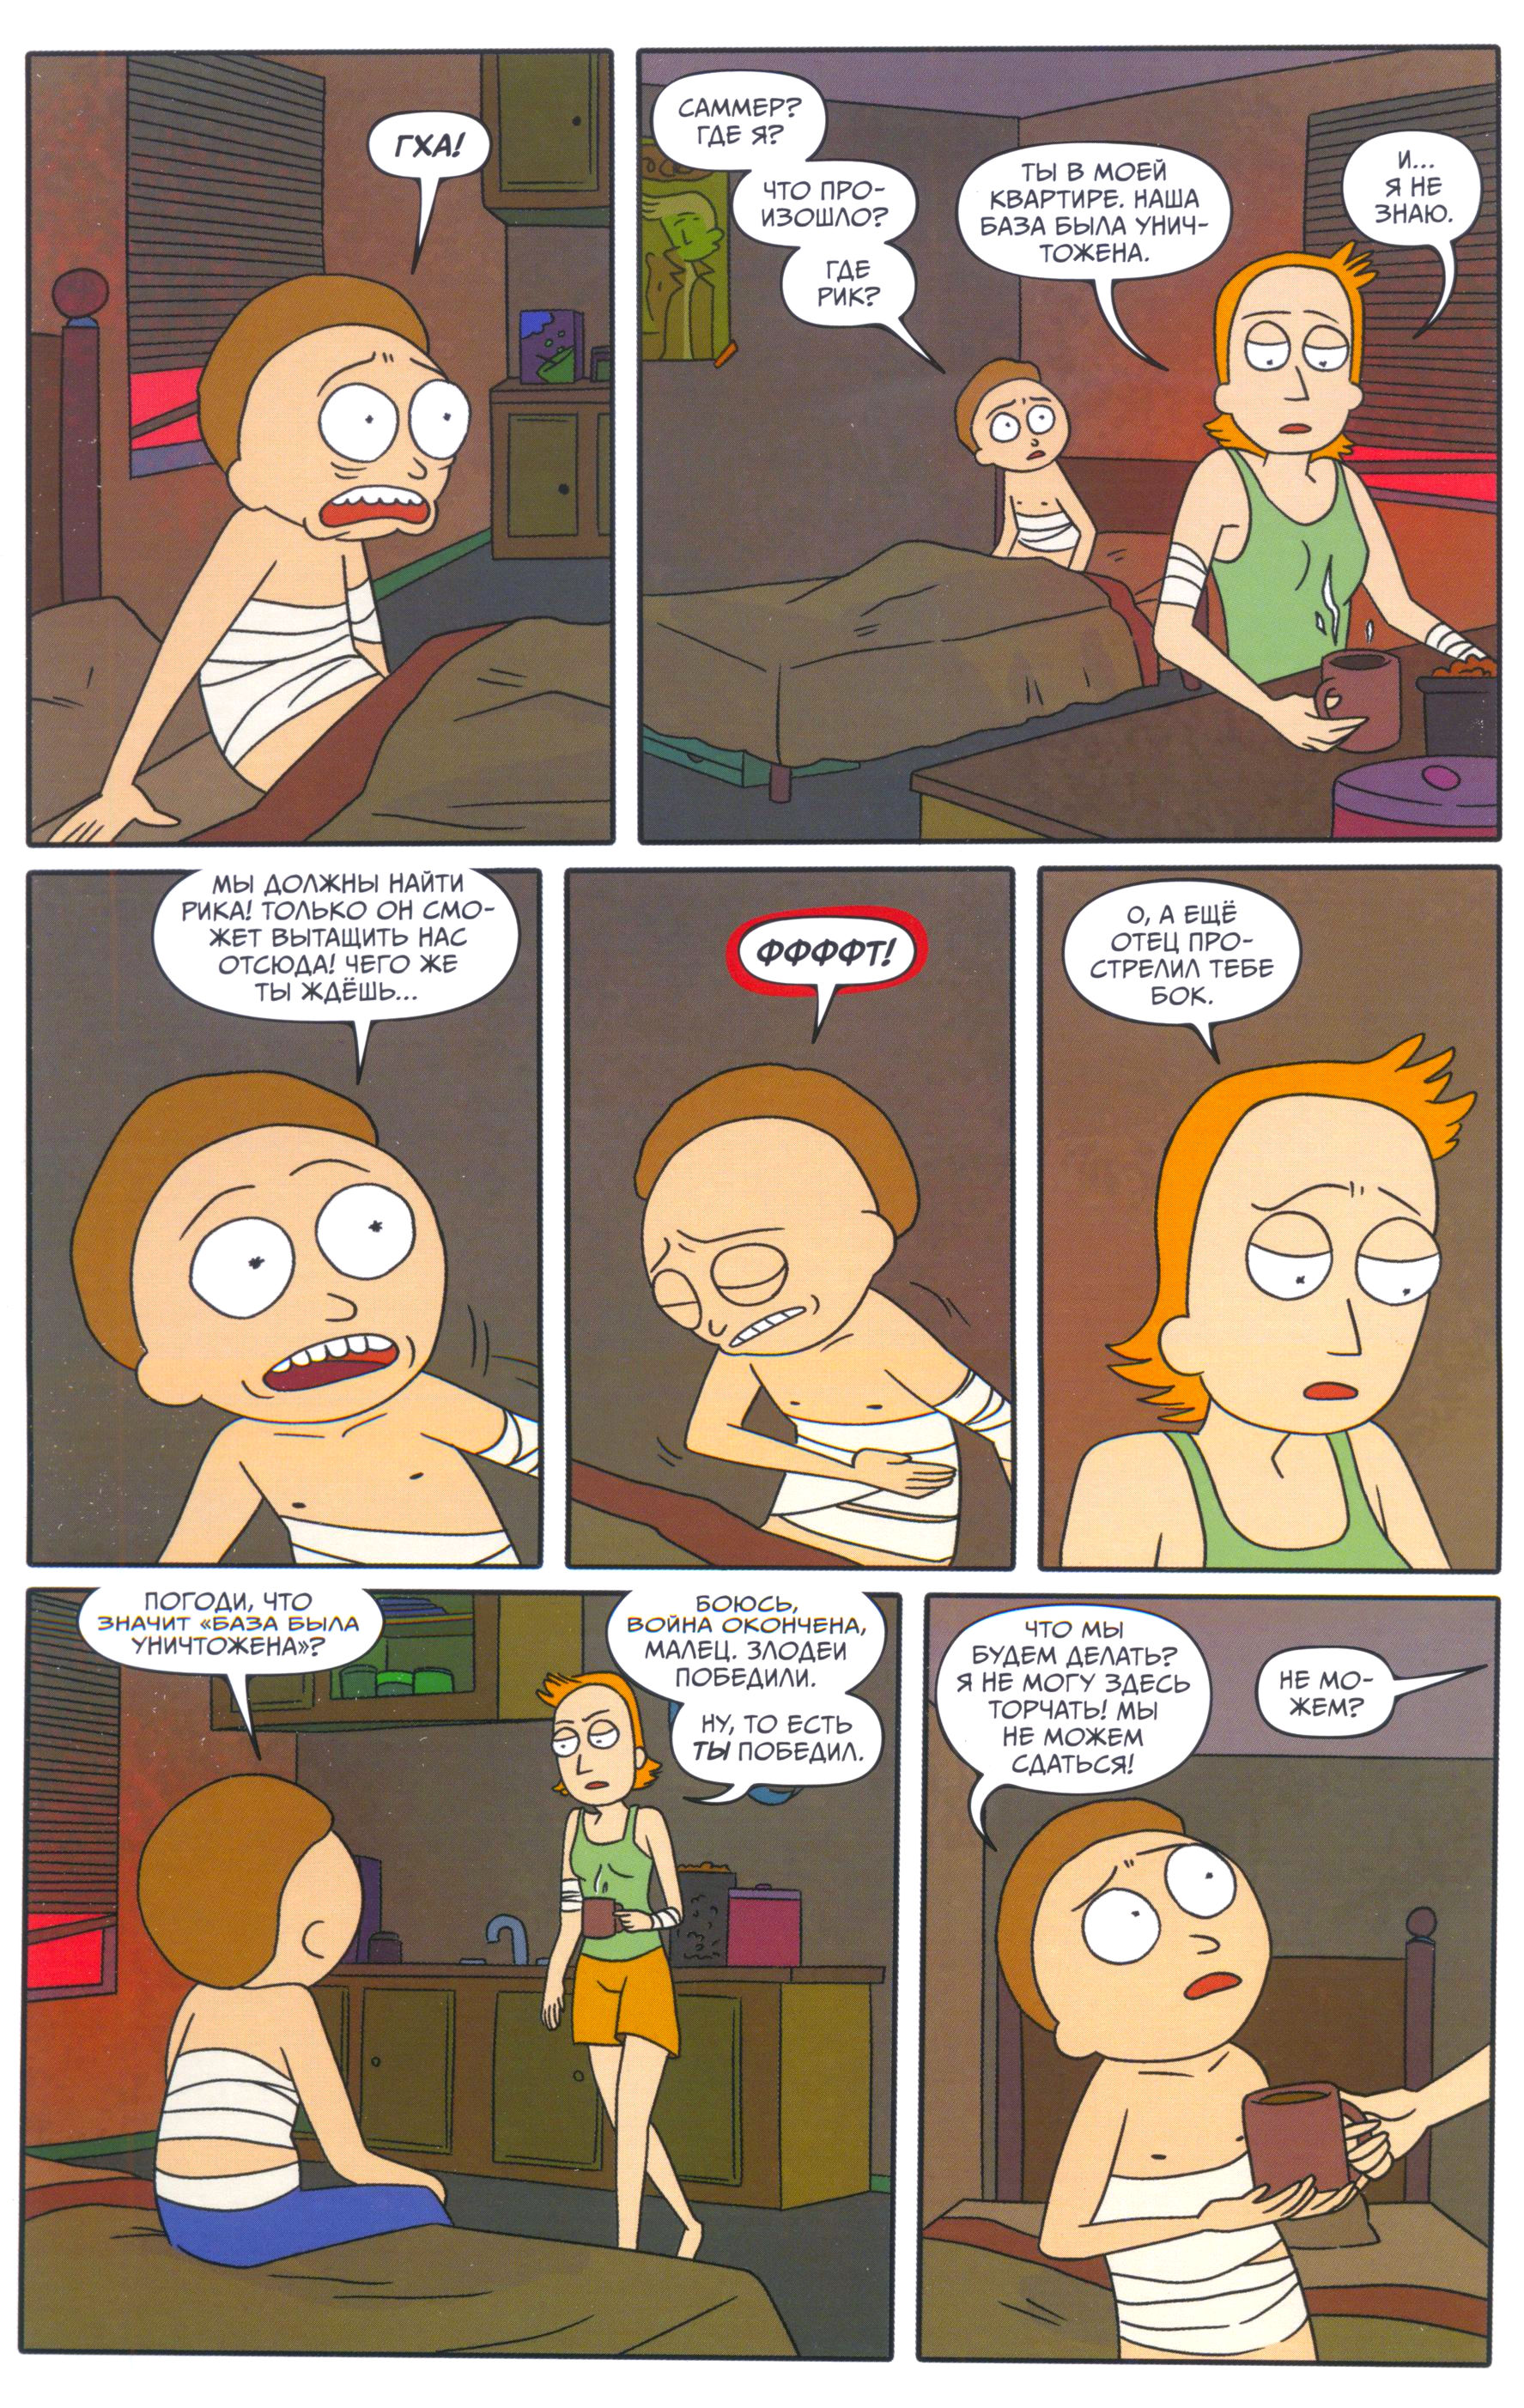 ГХА!
САММЕР?
ГДЕ Я?
ЧТО ПРО-
ИЗОШЛО?
ГДЕ
РИК?
ТЫ В МОЕЙ
КВАРТИРЕ. НАША
БАЗА БЫЛА УНИЧ-
ТОЖЕНА.
И...
Я НЕ
ЗНАЮ.
МЫ ДОЛЖНЫ НАЙТИ
РИКА! ТОЛЬКО ОН СМО-
ЖЕТ ВЫТАЩИТЬ НАС
ОТСЮДА! ЧЕГО ЖЕ
ТЫ ЖДЁШЬ...
ФФФФТ!
О, А ЕЩЁ
ОТЕЦ ПРО-
СТРЕЛИЛ ТЕБЕ
БОК.
ПОГОДИ, ЧТО
ЗНАЧИТ «БАЗА БЫЛА
УНИЧТОЖЕНА»?
БОЮСЬ,
ВОЙНА ОКОНЧЕНА,
МАЛЕЦ. ЗЛОДЕИ
ПОБЕДИЛИ.
НУ, ТО ЕСТЬ
ТЫ ПОБЕДИЛ.
ЧТО МЫ
БУДЕМ ДЕЛАТЬ?
Я НЕ МОГУ ЗДЕСЬ
ТОРЧАТЬ! МЫ
НЕ МОЖЕМ
СДАТЬСЯ!
НЕ МО-
ЖЕМ?